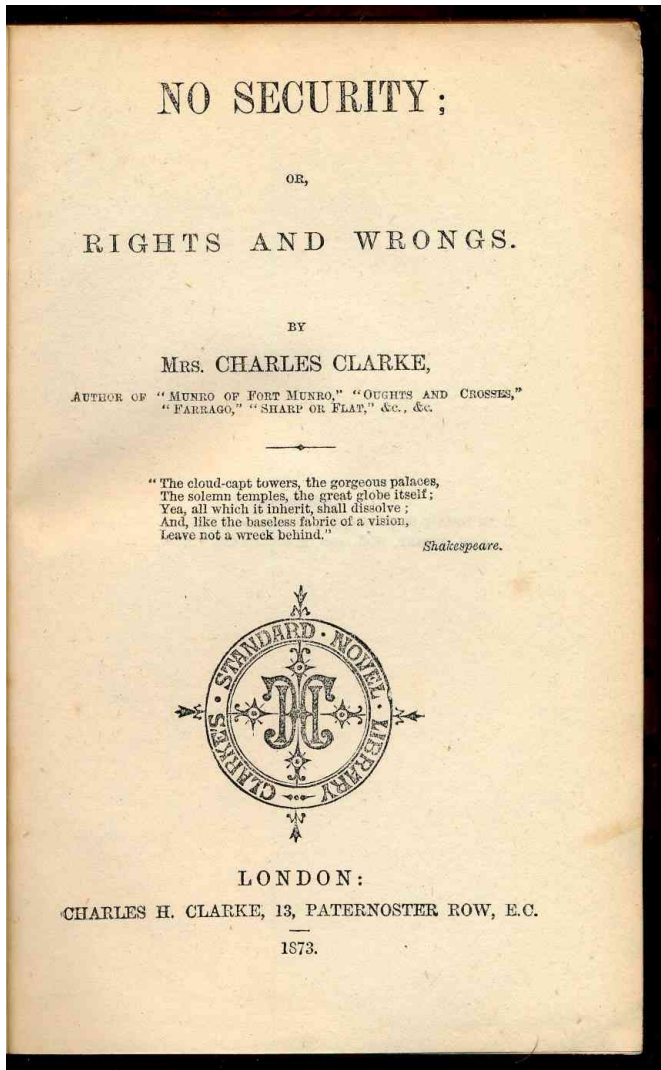 NO SECURITY;
OR,
RIGHTS AND WRONGS.
BY
MRS. CHARLES CLARKE,
AUTHOR OF "MUNRO OF FORT MUNRO," "OUGHTS AND CROSSES,"
"FARRAGO," "SHARP OR FLAT," &C., &C.
"The cloud-capt towers, the gorgeous palaces,
The solemn temples, the great globe itself;
Yea, all which it inherit, shall dissolve;
And, like the baseless fabric of a vision,
Leave not a wreck behind."
Shakespeare.
CLARKE'S · STANDARD · NOVEL · LIBRARY
LONDON:
CHARLES H. CLARKE, 13, PATERNOSTER ROW, E.C.
1873.